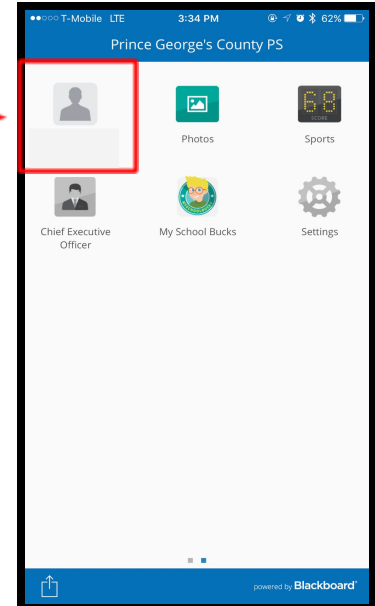 T-Mobile LTE 3:34 PM 62%
Prince George's County PS
Photos Sports
68
SCORE
Chief Executive My School Bucks Settings
Officer
powered by Blackboard